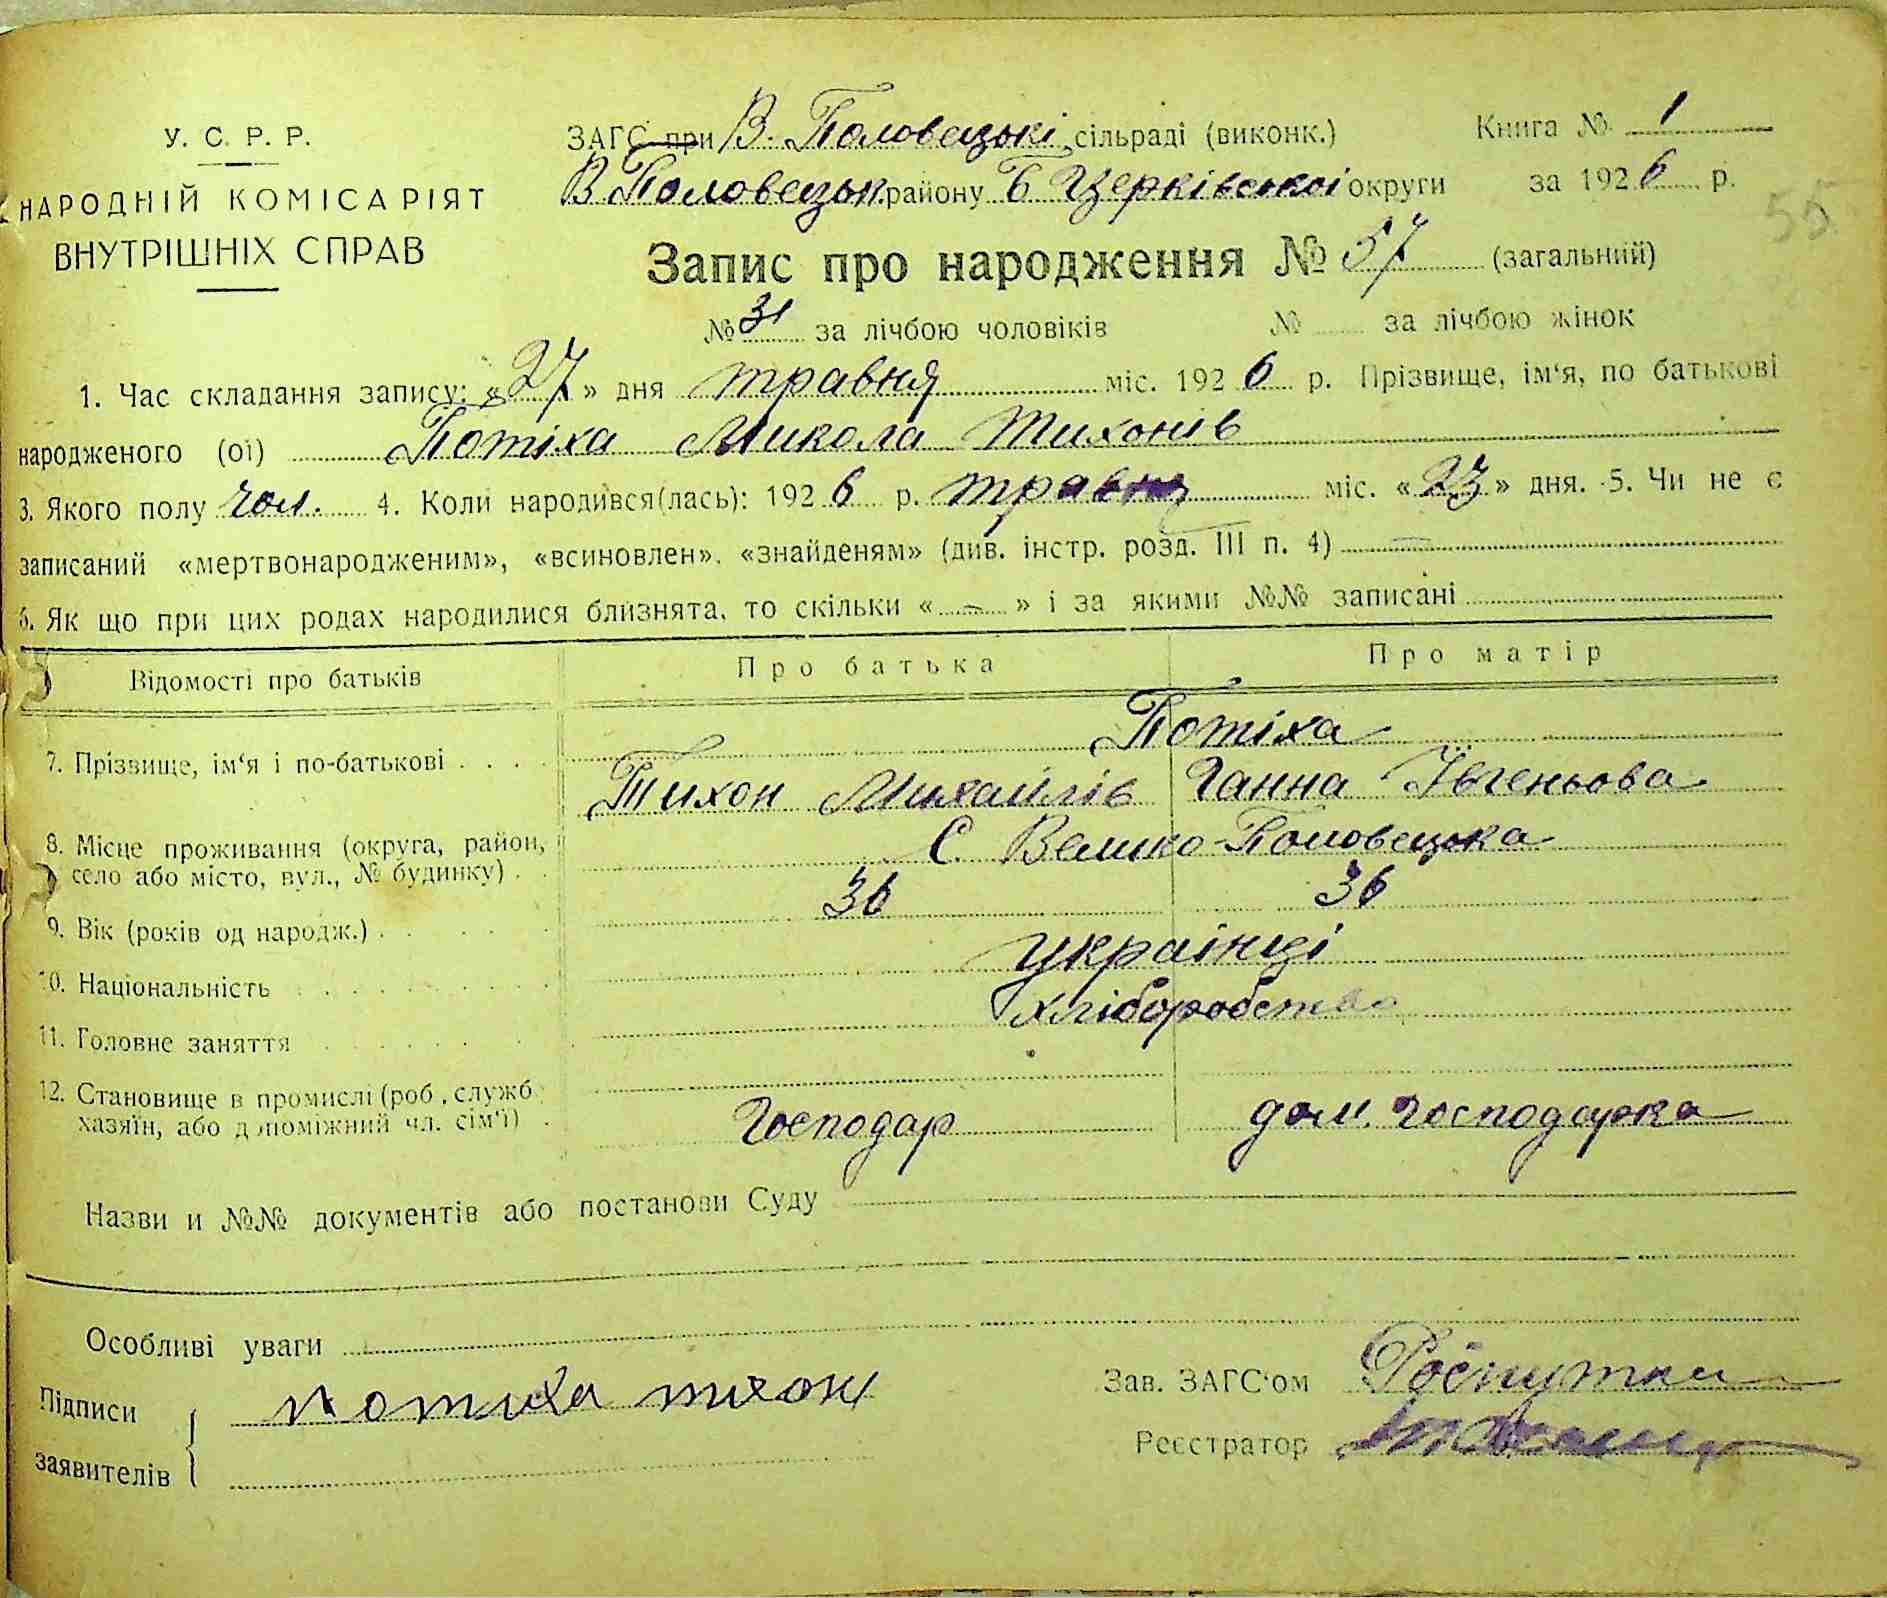 У. С. Р. Р.
НАРОДНІЙ КОМІСАРІЯТ
ВНУТРІШНІХ СПРАВ
ЗАГС при В. Половецькі сільраді (виконк.) Книга № 1
В. Половецьк. району Б Церківської округи за 1926 р.
55
Запис про народження № 57 (загальний)
№ 31 за лічбою чоловіків № за лічбою жінок
1. Час складання запису: «27» дня травня міс. 1926 р. Прізвище, ім'я, по батькові
народженого (ої) Потіха Микола Тихонів
3. Якого полу чол. 4. Коли народився(лась): 1926 р. травня міс. «23» дня. 5. Чи не є
записаний «мертвонародженим», «всиновлен». «знайденям» (див. інстр. розд. III п. 4) —
6. Як що при цих родах народилися близнята, то скільки « – » і за якими №№ записані
Відомості про батьків Про батька Про матір
7. Прізвище, ім'я і по-батькові . . . . Потіха
Тихон Михайлів Ганна Івгеньова
8. Місце проживання (округа, район,
село або місто, вул., № будинку) . . С. Велико-Половецька
9. Вік (років од народж.) . . . . 36 36
10. Національність . . . . українці
11. Головне заняття . . . . хліборобство
12. Становище в промислі (роб., служб.
хазяїн, або допоміжний чл. сім'ї) . Господар дом. господарка
Назви и №№ документів або постанови Суду
Особливі уваги
Підписи
заявителів
потиха тихон
Зав. ЗАГС'ом
Реєстратор